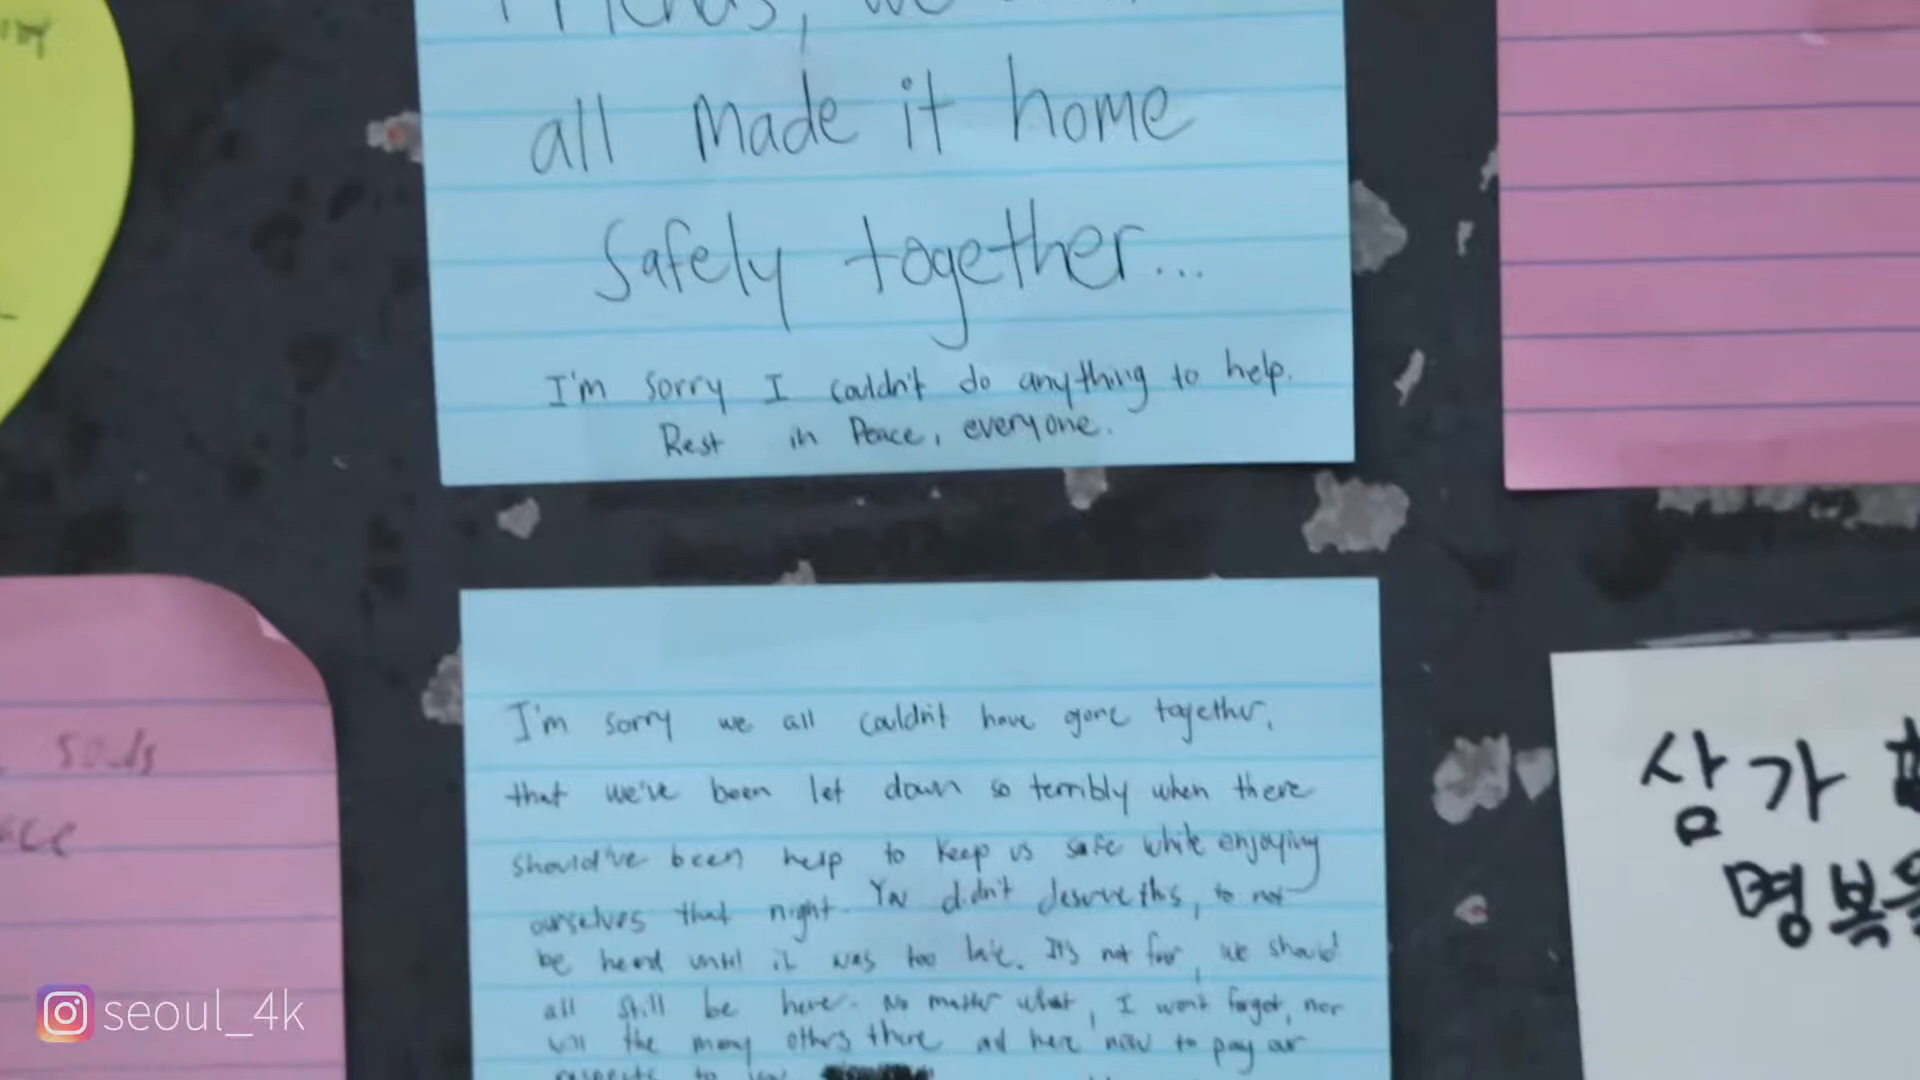 all made it home
safely together...
I'm sorry I couldn't do anything to help.
Rest in Peace, everyone.
I'm sorry we all couldn't have gone together,
that we've been let down so terribly when there
should've been help to keep us safe while enjoying
ourselves that night. You didn't deserve this, to not
be heard until it was too late. It's not fair, we should
all still be here. No matter what, I won't forget, nor
will the many others there and here now to pay our
respects to you
삼가
명복을
seoul_4k